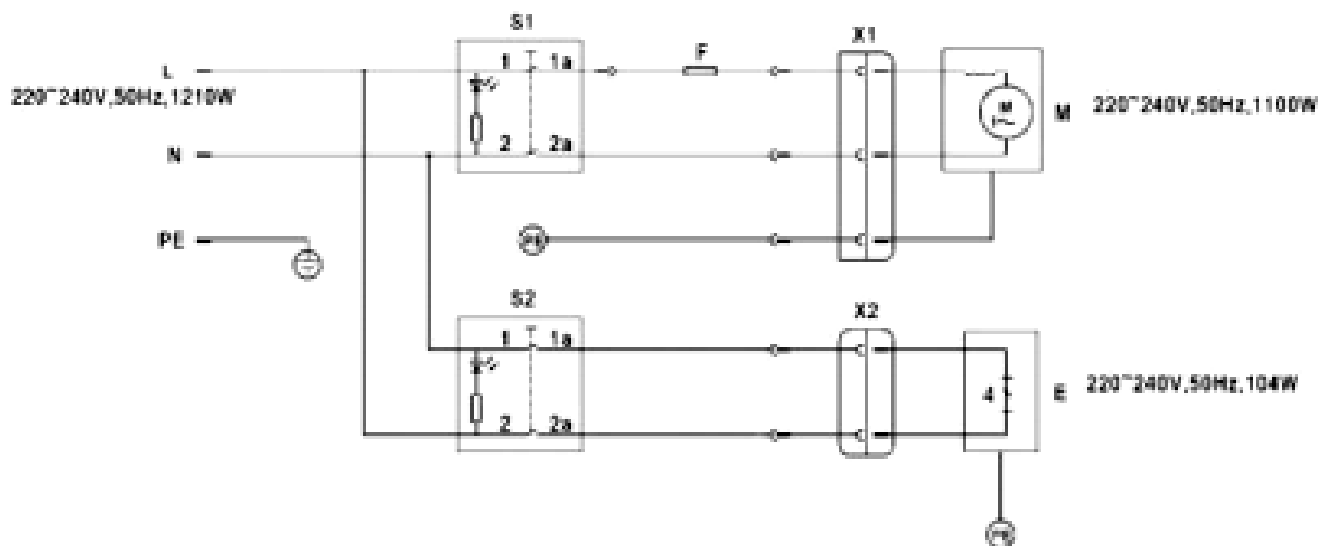 S1
X1
F
L
1
1a
220~240V,50Hz,1210W
M
M
220~240V,50Hz,1100W
N
2
2a
PE
PE
S2
X2
1
1a
4
E
220~240V,50Hz,104W
2
2a
PE